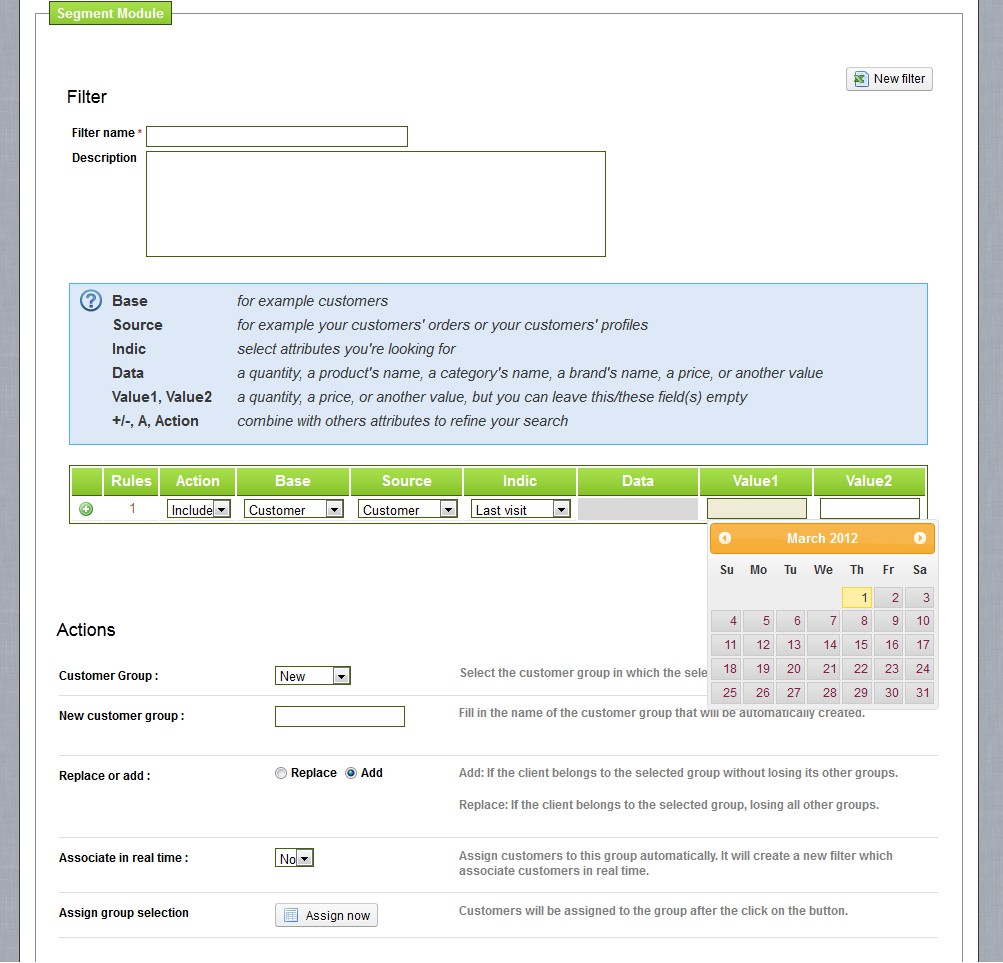 Segment Module
New filter
Filter
Filter name *
Description
Base for example customers
Source for example your customers' orders or your customers' profiles
Indic select attributes you're looking for
Data a quantity, a product's name, a category's name, a brand's name, a price, or another value
Value1, Value2 a quantity, a price, or another value, but you can leave this/these field(s) empty
+/-, A, Action combine with others attributes to refine your search
Rules Action Base Source Indic Data Value1 Value2
1 Include Customer Customer Last visit
March 2012
Su Mo Tu We Th Fr Sa
1 2 3
4 5 6 7 8 9 10
11 12 13 14 15 16 17
18 19 20 21 22 23 24
25 26 27 28 29 30 31
Actions
Customer Group : New Select the customer group in which the sele
New customer group : Fill in the name of the customer group that will be automatically created.
Replace or add : Replace Add Add: If the client belongs to the selected group without losing its other groups.
Replace: If the client belongs to the selected group, losing all other groups.
Associate in real time : No Assign customers to this group automatically. It will create a new filter which
associate customers in real time.
Assign group selection Assign now Customers will be assigned to the group after the click on the button.